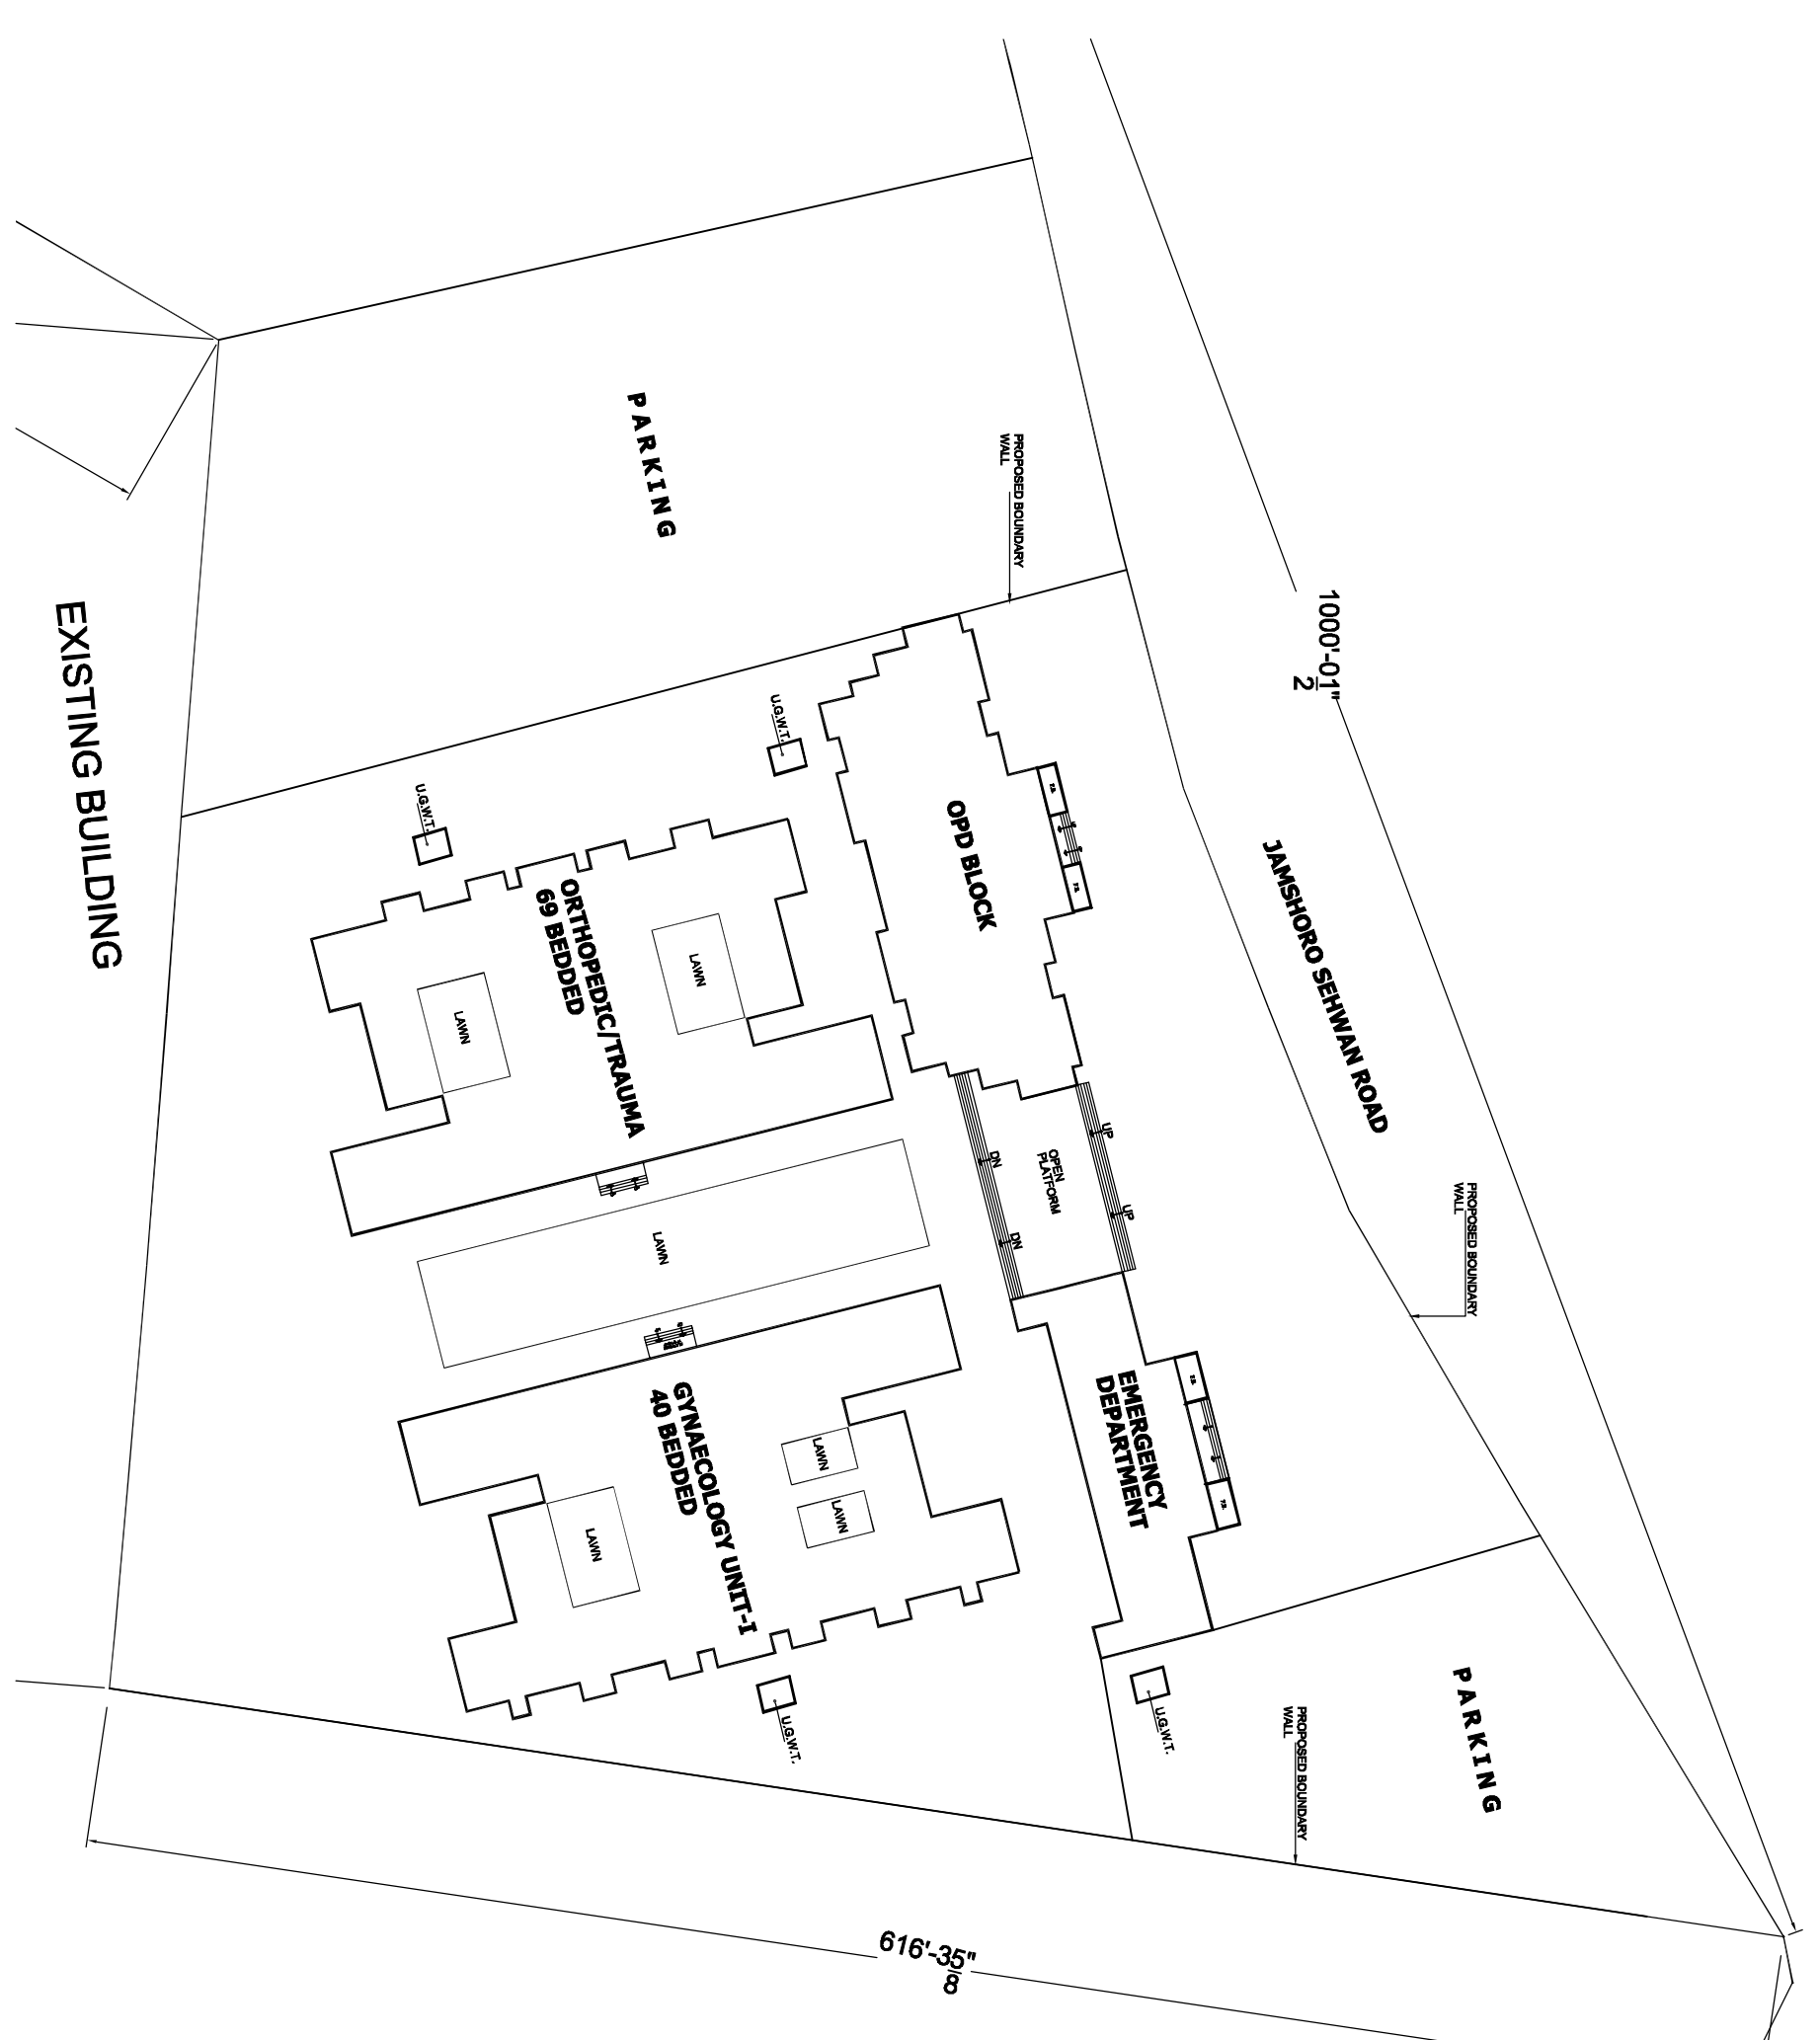 PARKING
PROPOSED BOUNDARY
WALL
1000'-01"
2
EXISTING BUILDING
U.G.W.T.
U.G.W.T.
OPD BLOCK
JAMSHORO SEHWAN ROAD
ORTHOPEDIC/TRAUMA
69 BEDDED
LAWN
LAWN
UP
UP
DN
DN
OPEN
PLATFORM
PROPOSED BOUNDARY
WALL
LAWN
EMERGENCY
DEPARTMENT
GYNAECOLOGY UNIT-I
40 BEDDED
LAWN
LAWN
LAWN
U.G.W.T.
U.G.W.T.
PARKING
PROPOSED BOUNDARY
WALL
616'-35"
8